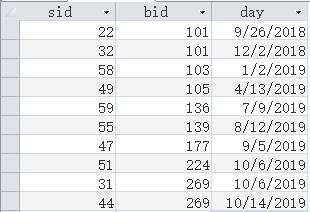 sid bid day
22 101 9/26/2018
32 101 12/2/2018
58 103 1/2/2019
49 105 4/13/2019
59 136 7/9/2019
55 139 8/12/2019
47 177 9/5/2019
51 224 10/6/2019
31 269 10/6/2019
44 269 10/14/2019